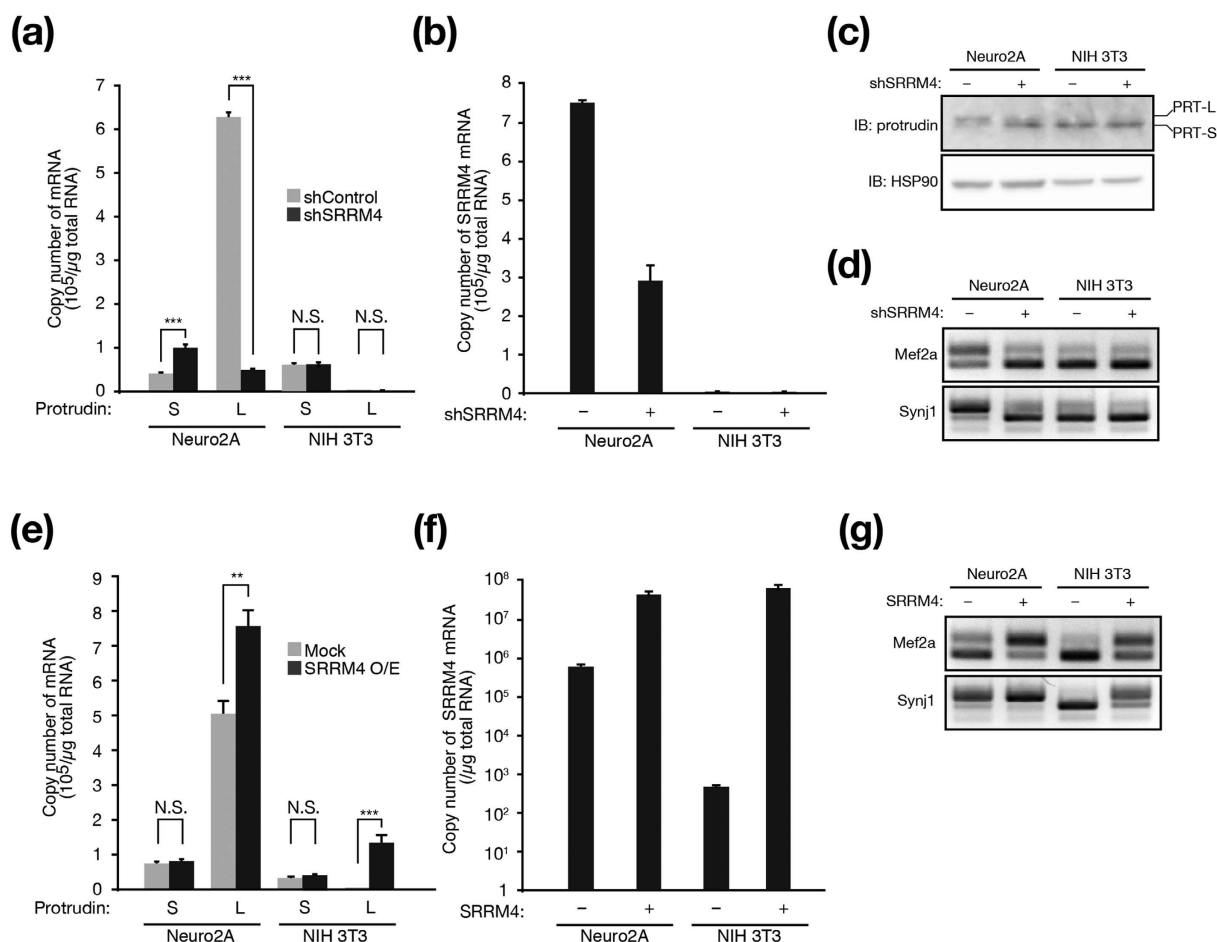 (a)
Copy number of mRNA
(10⁵/µg total RNA)
7
6
5
4
3
2
1
0
***
***
N.S.
N.S.
shControl
shSRRM4
Protrudin: S L S L
Neuro2A NIH 3T3
(b)
Copy number of SRRM4 mRNA
(10⁵/µg total RNA)
8
7
6
5
4
3
2
1
0
shSRRM4: − + − +
Neuro2A NIH 3T3
(c)
Neuro2A NIH 3T3
shSRRM4: − + − +
IB: protrudin
PRT-L
PRT-S
IB: HSP90
(d)
Neuro2A NIH 3T3
shSRRM4: − + − +
Mef2a
Synj1
(e)
Copy number of mRNA
(10⁵/µg total RNA)
9
8
7
6
5
4
3
2
1
0
N.S.
**
N.S.
***
Mock
SRRM4 O/E
Protrudin: S L S L
Neuro2A NIH 3T3
(f)
Copy number of SRRM4 mRNA
(/µg total RNA)
10⁸
10⁷
10⁶
10⁵
10⁴
10³
10²
10¹
1
SRRM4: − + − +
Neuro2A NIH 3T3
(g)
Neuro2A NIH 3T3
SRRM4: − + − +
Mef2a
Synj1